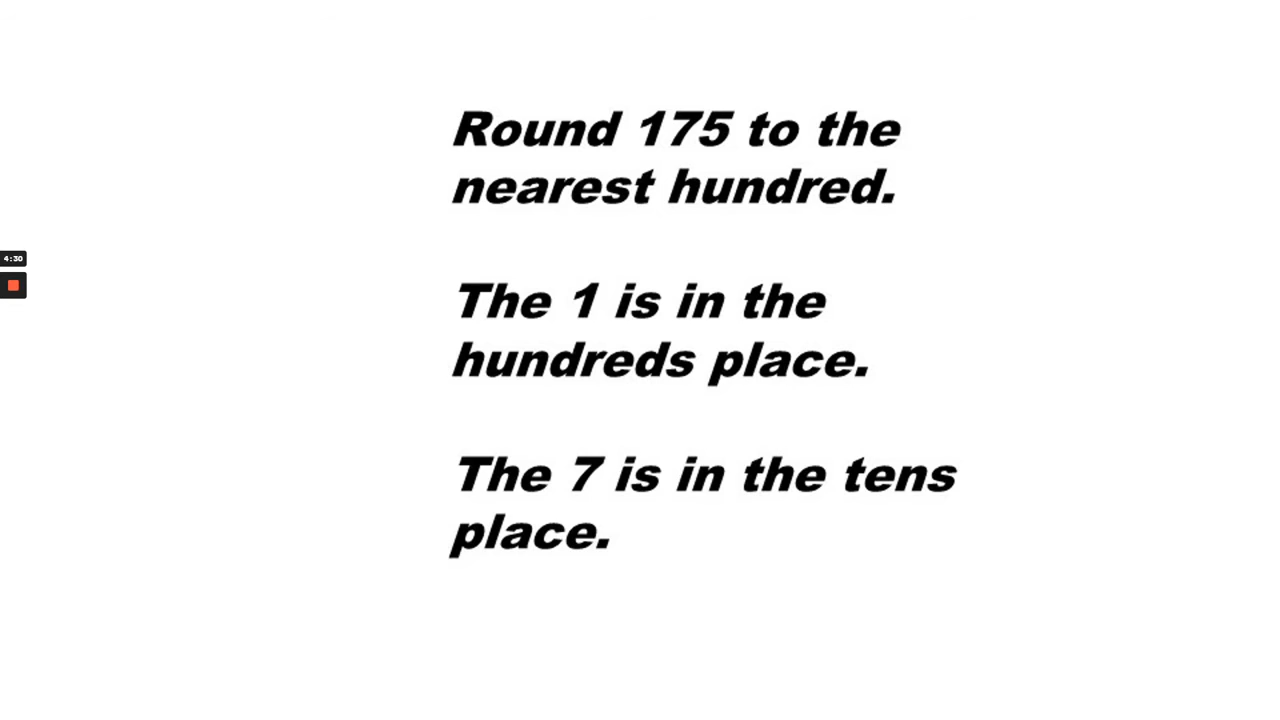 Round 175 to the
nearest hundred.
The 1 is in the
hundreds place.
4:30
The 7 is in the tens
place.